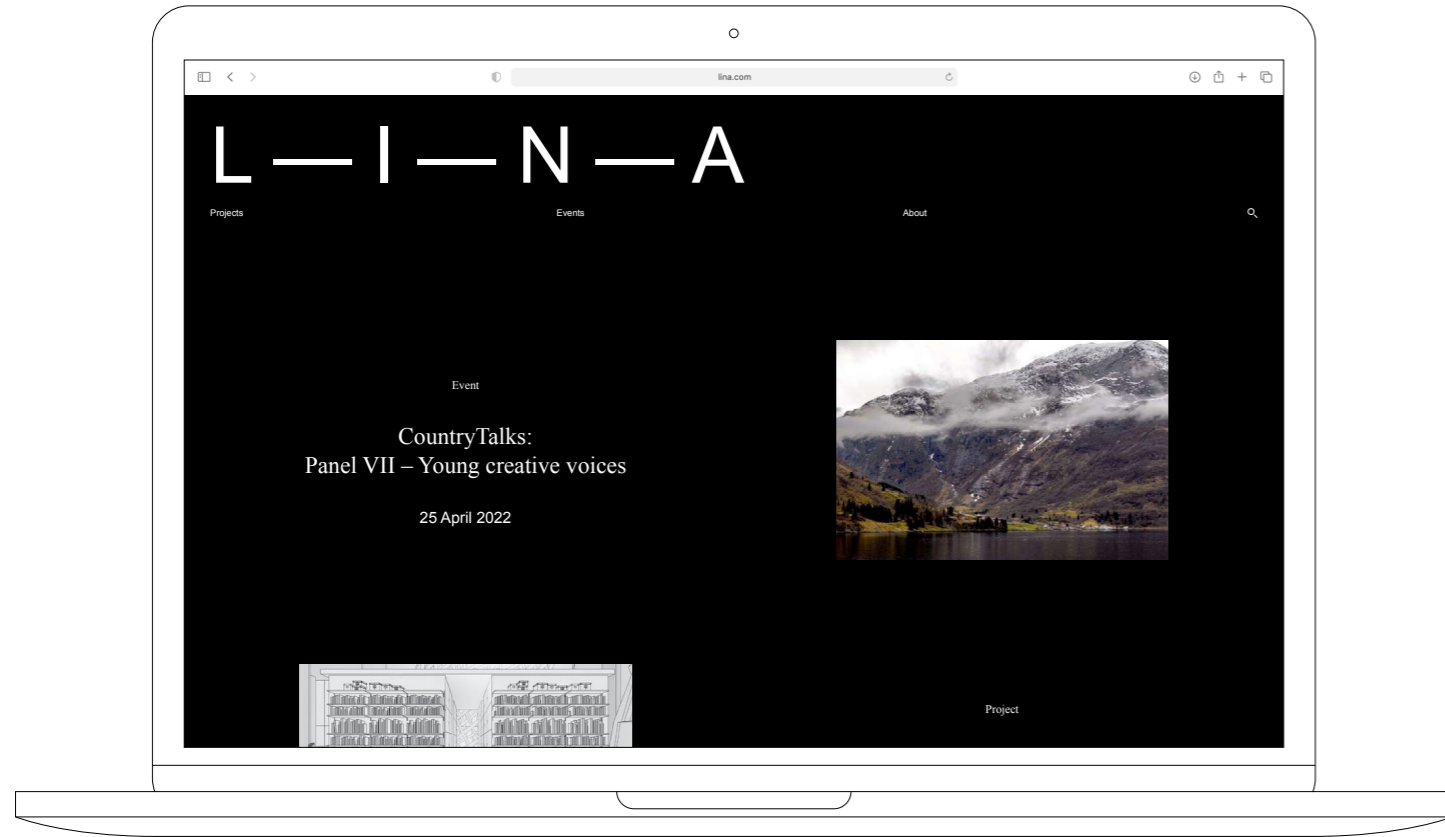 lina.com
L — I — N — A
Projects Events About
Event
CountryTalks:
Panel VII – Young creative voices
25 April 2022
Project